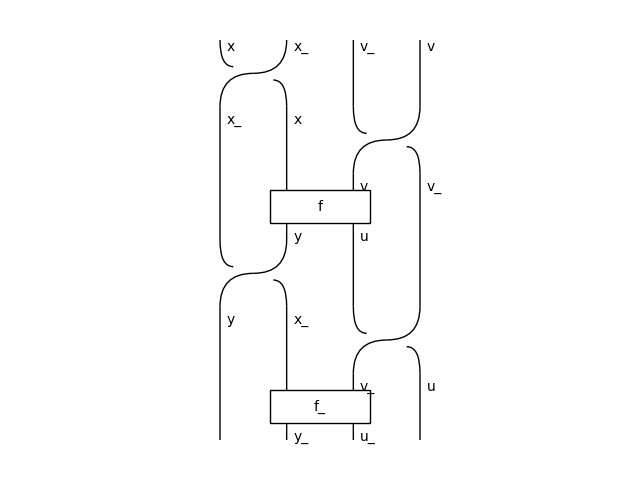 x x_ v_ v
x_ x
v v_
f
y u
y x_
v_ u
f_
y_ u_